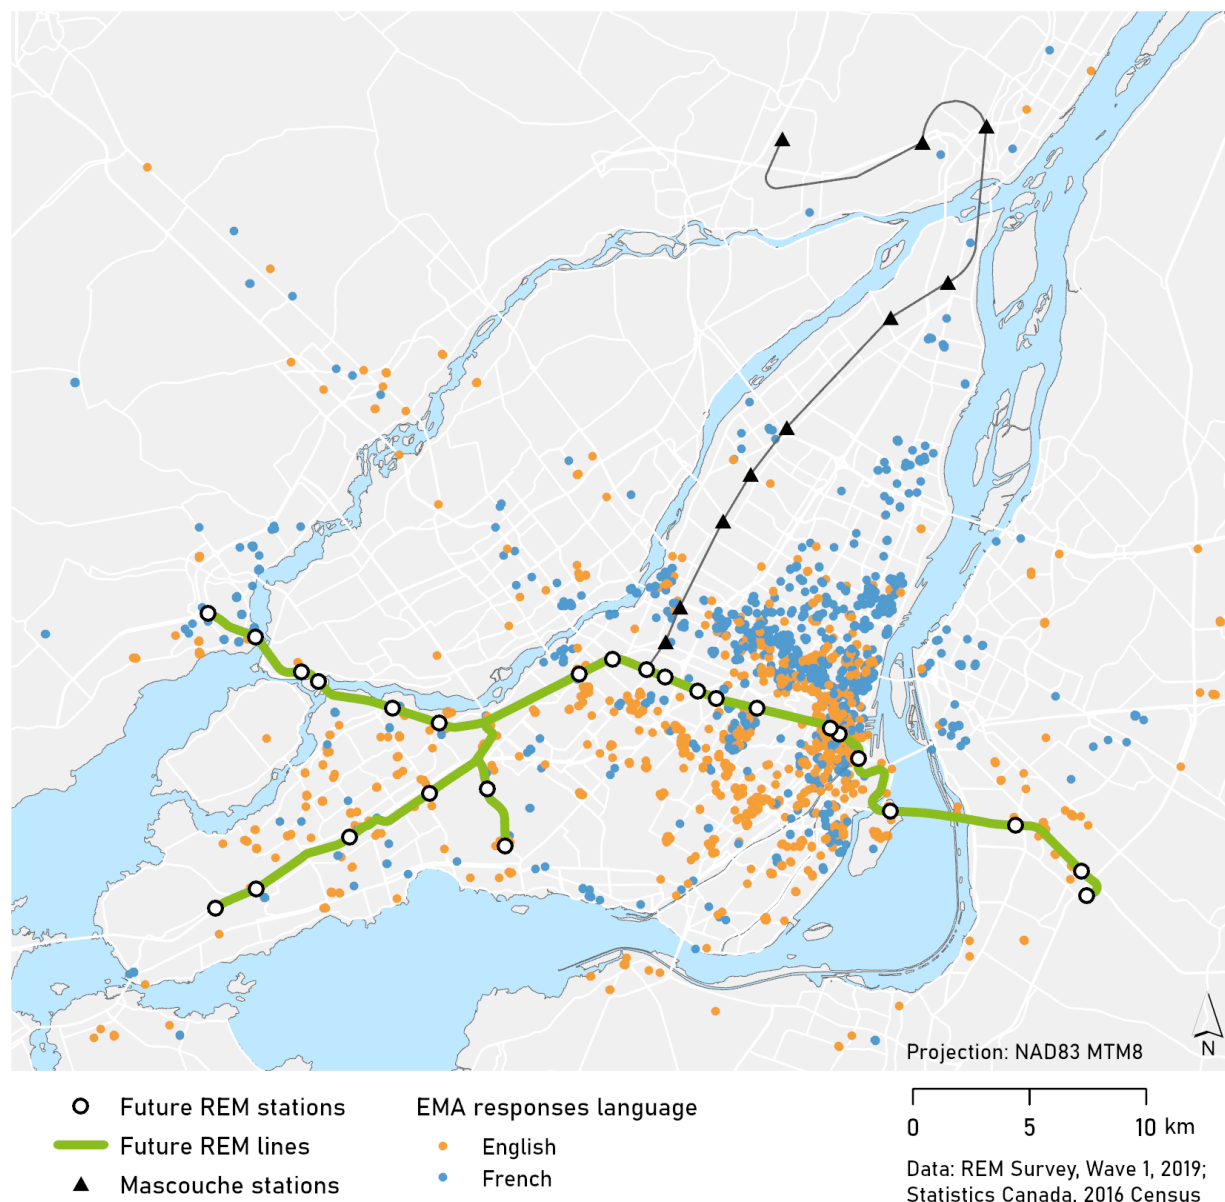 Projection: NAD83 MTM8
N
Future REM stations
Future REM lines
Mascouche stations
EMA responses language
English
French
0 5 10 km
Data: REM Survey, Wave 1, 2019;
Statistics Canada, 2016 Census